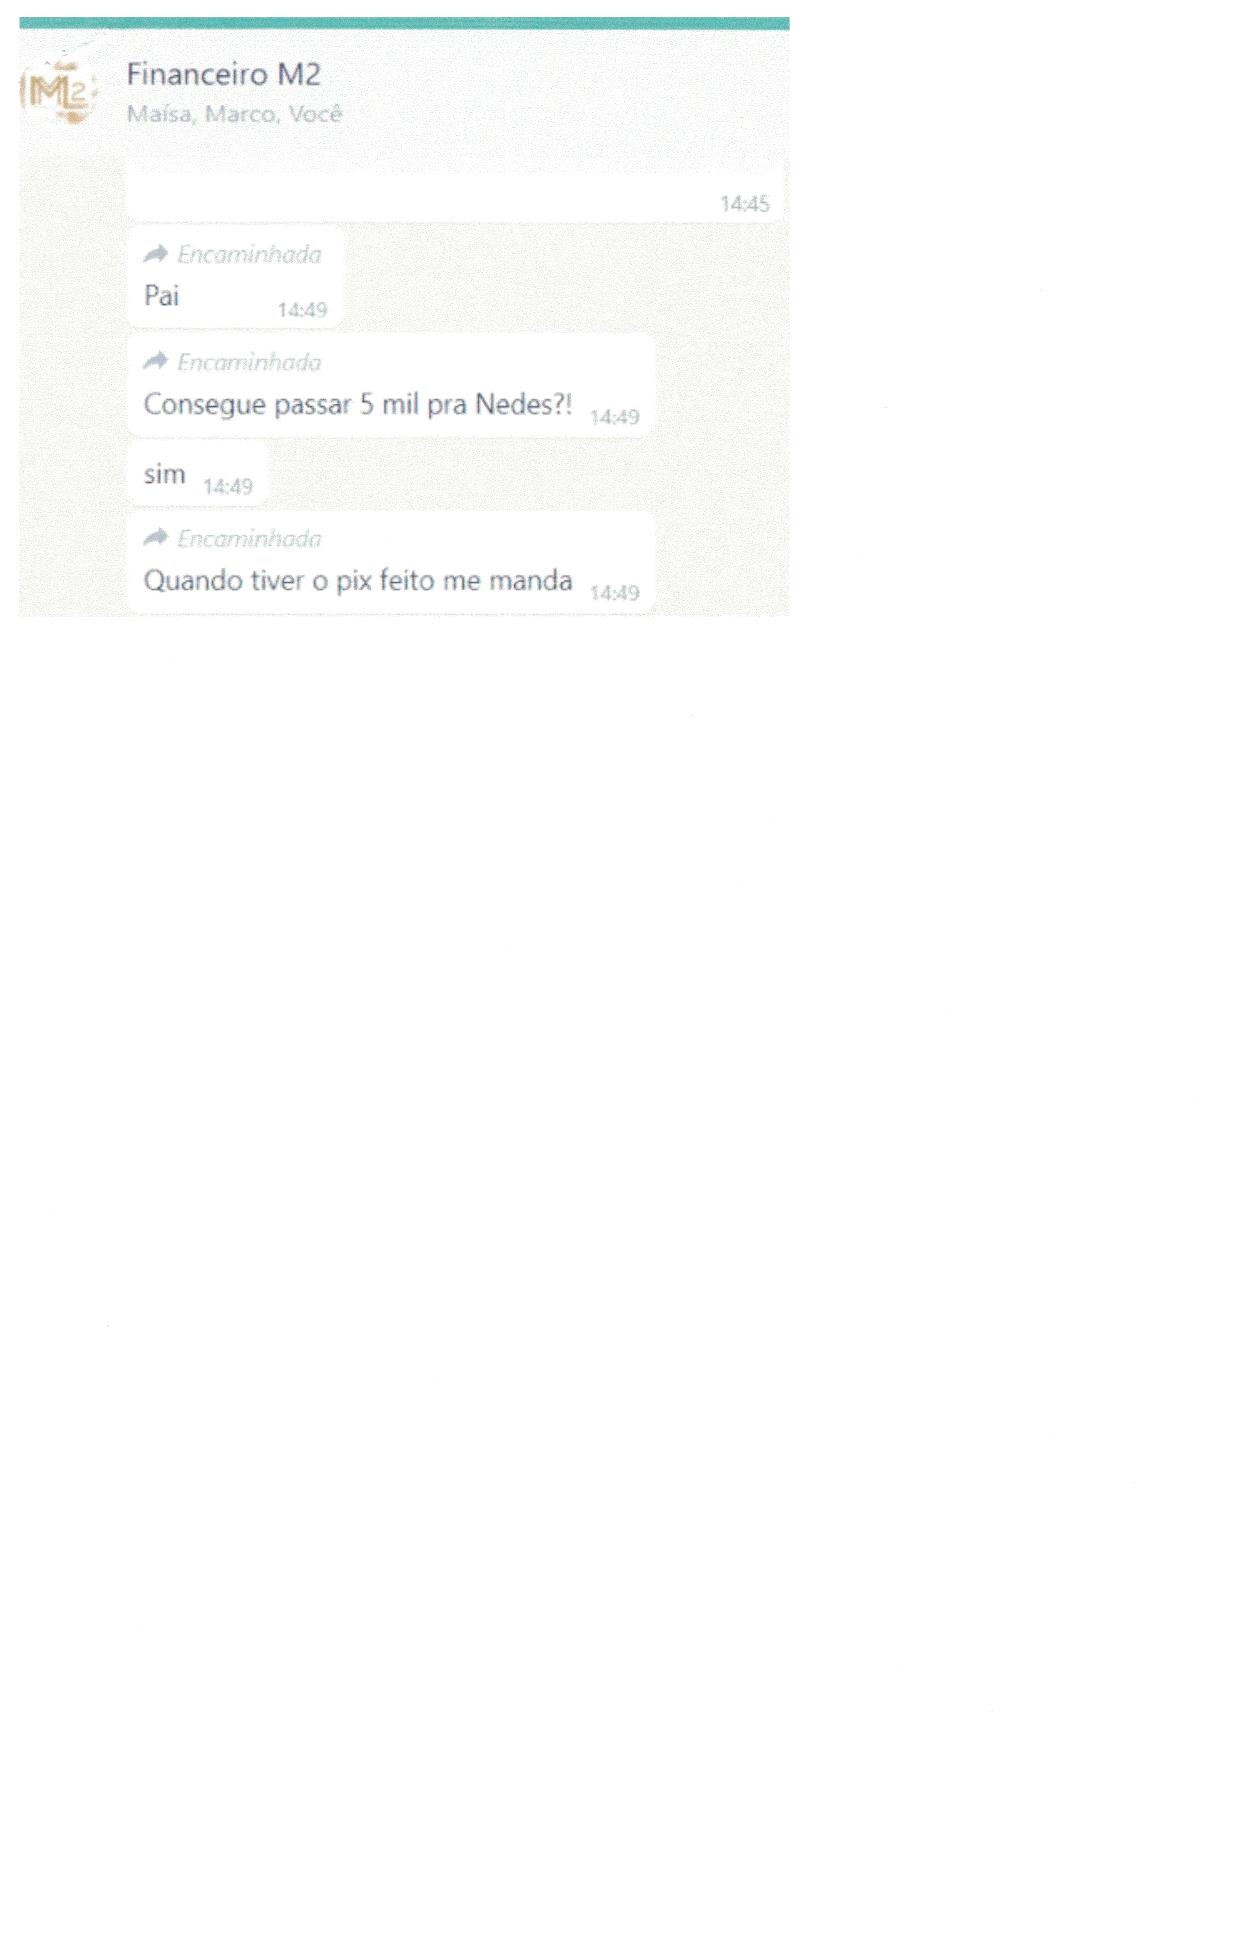 M2
Financeiro M2
Maísa, Marco, Você
14:45
Encaminhada
Pai 14:49
Encaminhada
Consegue passar 5 mil pra Nedes?! 14:49
sim 14:49
Encaminhada
Quando tiver o pix feito me manda 14:49